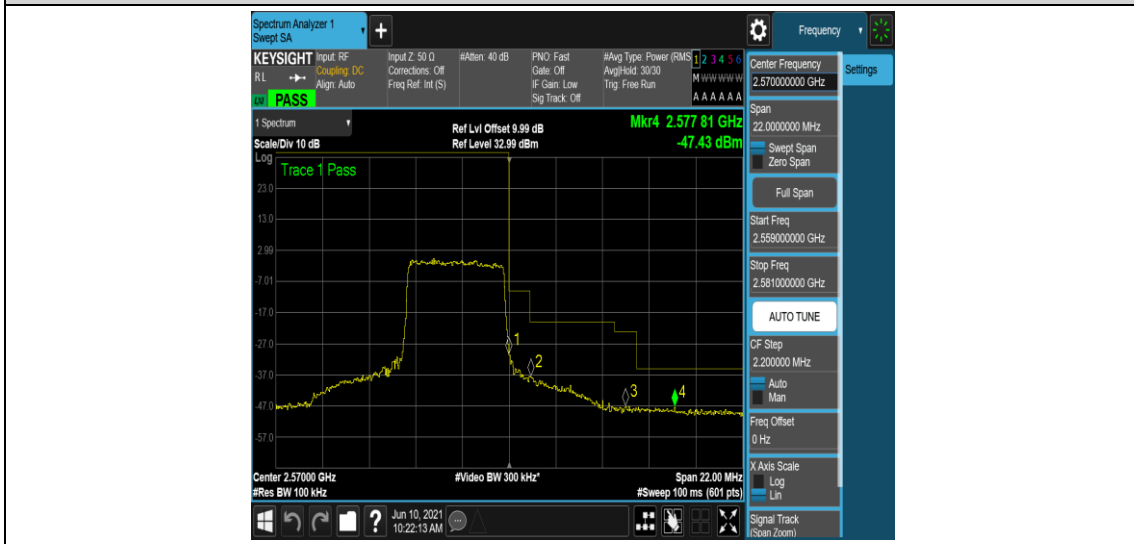 Spectrum Analyzer 1
Swept SA
+
Frequency
KEYSIGHT
RL
LXI
PASS
Input: RF
Coupling: DC
Align: Auto
Input Z: 50 Ω
Corrections: Off
Freq Ref: Int (S)
#Atten: 40 dB
PNO: Fast
Gate: Off
IF Gain: Low
Sig Track: Off
#Avg Type: Power (RMS
Avg|Hold: 30/30
Trig: Free Run
1 2 3 4 5 6
M W W W W W
A A A A A A
1 Spectrum
Scale/Div 10 dB
Ref Lvl Offset 9.99 dB
Ref Level 32.99 dBm
Mkr4 2.577 81 GHz
-47.43 dBm
Log
Trace 1 Pass
23.0
13.0
2.99
-7.01
-17.0
-27.0
-37.0
-47.0
-57.0
1
2
3
4
Center 2.57000 GHz
#Res BW 100 kHz
#Video BW 300 kHz*
Span 22.00 MHz
#Sweep 100 ms (601 pts)
Center Frequency
2.570000000 GHz
Settings
Span
22.0000000 MHz
Swept Span
Zero Span
Full Span
Start Freq
2.559000000 GHz
Stop Freq
2.581000000 GHz
AUTO TUNE
CF Step
2.200000 MHz
Auto
Man
Freq Offset
0 Hz
X Axis Scale
Log
Lin
Signal Track
(Span Zoom)
?
Jun 10, 2021
10:22:13 AM